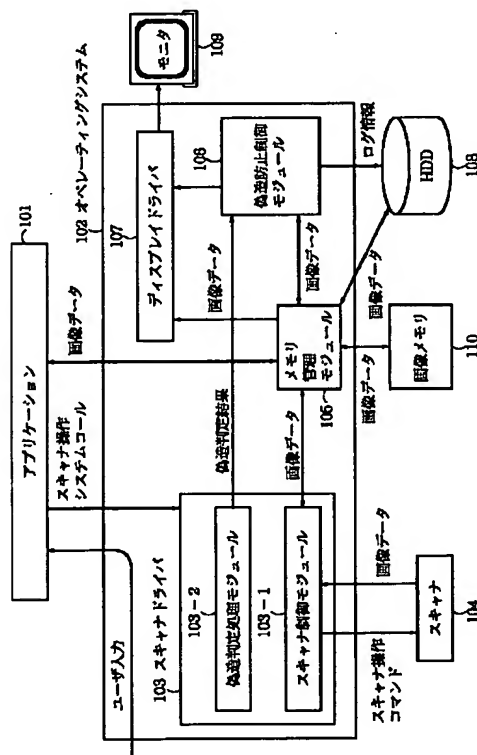 101
アプリケーション
ユーザ入力
スキャナ操作
システムコール
画像データ
102 オペレーティングシステム
103 スキャナドライバ
103-2
偽造判定処理モジュール
103-1
スキャナ制御モジュール
偽造判定結果
画像データ
メモリ
管理
モジュール
105
107
ディスプレイドライバ
画像データ
106
偽造防止制御
モジュール
画像データ
モニタ
109
ログ情報
HDD
108
画像データ
画像データ
画像メモリ
110
画像データ
スキャナ操作
コマンド
スキャナ
104